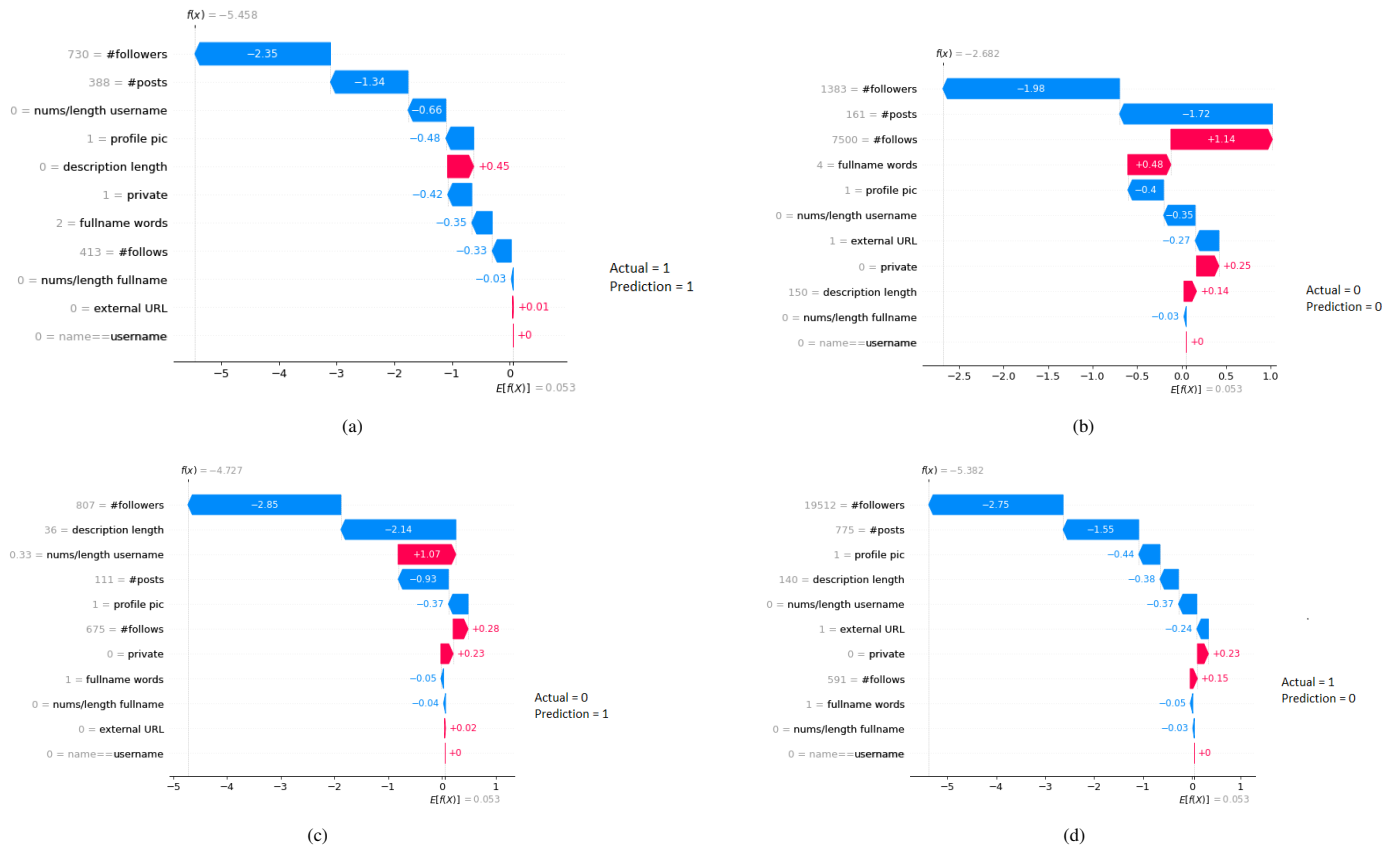 f(x) = −5.458
730 = #followers −2.35
388 = #posts −1.34
0 = nums/length username −0.66
1 = profile pic −0.48
0 = description length +0.45
1 = private −0.42
2 = fullname words −0.35
413 = #follows −0.33
0 = nums/length fullname −0.03
0 = external URL +0.01
0 = name==username +0
−5 −4 −3 −2 −1 0
E[f(X)] = 0.053
Actual = 1
Prediction = 1
(a)
f(x) = −2.682
1383 = #followers −1.98
161 = #posts −1.72
7500 = #follows +1.14
4 = fullname words +0.48
1 = profile pic −0.4
0 = nums/length username −0.35
1 = external URL −0.27
0 = private +0.25
150 = description length +0.14
0 = nums/length fullname −0.03
0 = name==username +0
−2.5 −2.0 −1.5 −1.0 −0.5 0.0 0.5 1.0
E[f(X)] = 0.053
Actual = 0
Prediction = 0
(b)
f(x) = −4.727
807 = #followers −2.85
36 = description length −2.14
0.33 = nums/length username +1.07
111 = #posts −0.93
1 = profile pic −0.37
675 = #follows +0.28
0 = private +0.23
1 = fullname words −0.05
0 = nums/length fullname −0.04
0 = external URL +0.02
0 = name==username +0
−5 −4 −3 −2 −1 0 1
E[f(X)] = 0.053
Actual = 0
Prediction = 1
(c)
f(x) = −5.382
19512 = #followers −2.75
775 = #posts −1.55
1 = profile pic −0.44
140 = description length −0.38
0 = nums/length username −0.37
1 = external URL −0.24
0 = private +0.23
591 = #follows +0.15
1 = fullname words −0.05
0 = nums/length fullname −0.03
0 = name==username +0
−5 −4 −3 −2 −1 0 1
E[f(X)] = 0.053
Actual = 1
Prediction = 0
(d)